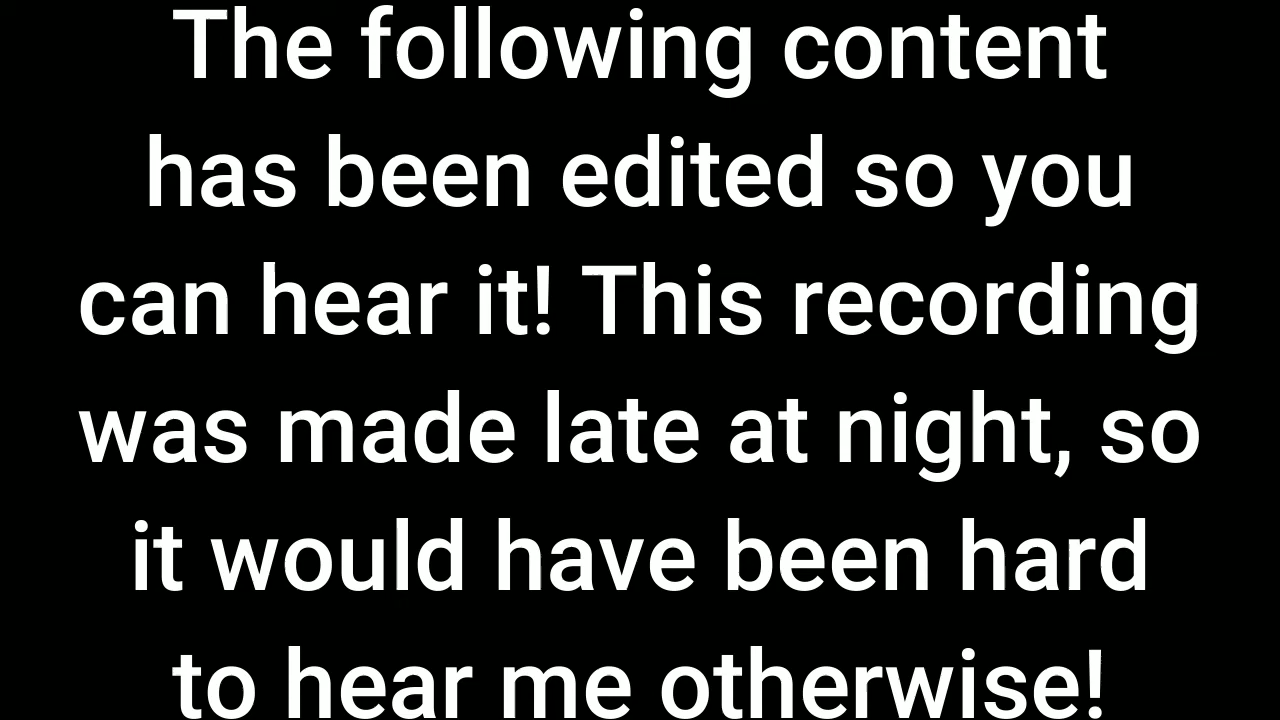 The following content
has been edited so you
can hear it! This recording
was made late at night, so
it would have been hard
to hear me otherwise!